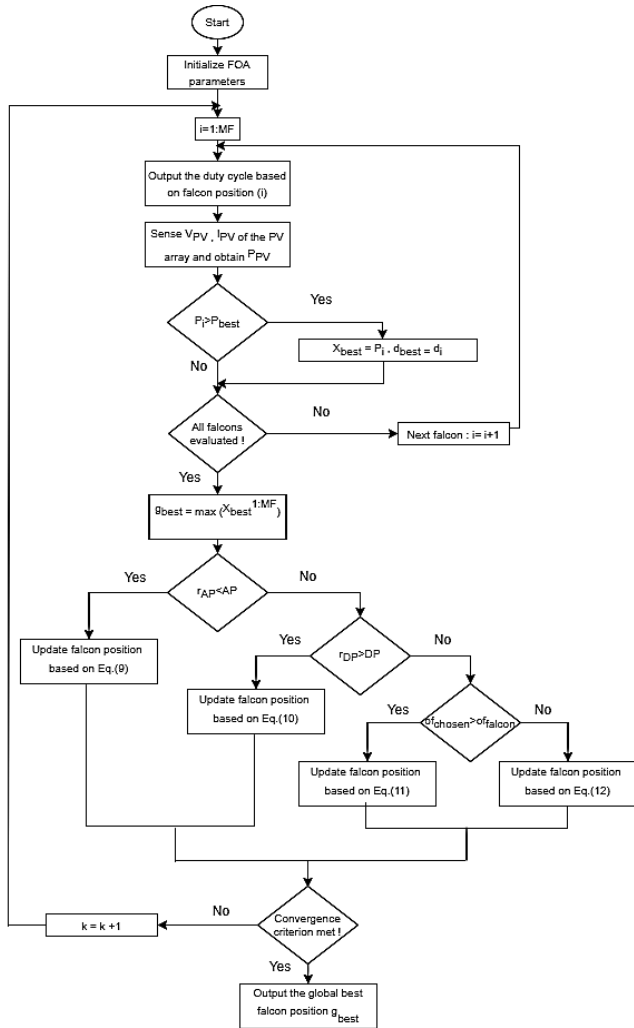 Start
Initialize FOA
parameters
i=1:MF
Output the duty cycle based
on falcon position (i)
Sense VPV , IPV of the PV
array and obtain PPV
Pi>Pbest
Yes
Xbest = Pi , dbest = di
No
All falcons
evaluated !
No
Next falcon : i= i+1
Yes
gbest = max (Xbest1:MF)
rAP<AP
Yes
No
Update falcon position
based on Eq.(9)
rDP>DP
Yes
No
Update falcon position
based on Eq.(10)
ofchosen>offalcon
Yes
No
Update falcon position
based on Eq.(11)
Update falcon position
based on Eq.(12)
Convergence
criterion met !
No
k = k +1
Yes
Output the global best
falcon position gbest